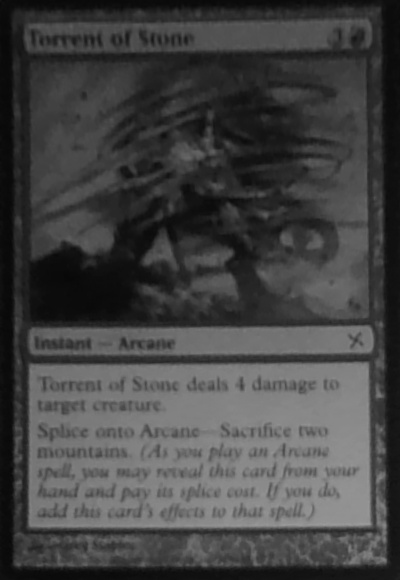 Torrent of Stone 3
Instant — Arcane
Torrent of Stone deals 4 damage to
target creature.
Splice onto Arcane—Sacrifice two
mountains. (As you play an Arcane
spell, you may reveal this card from your
hand and pay its splice cost. If you do,
add this card's effects to that spell.)